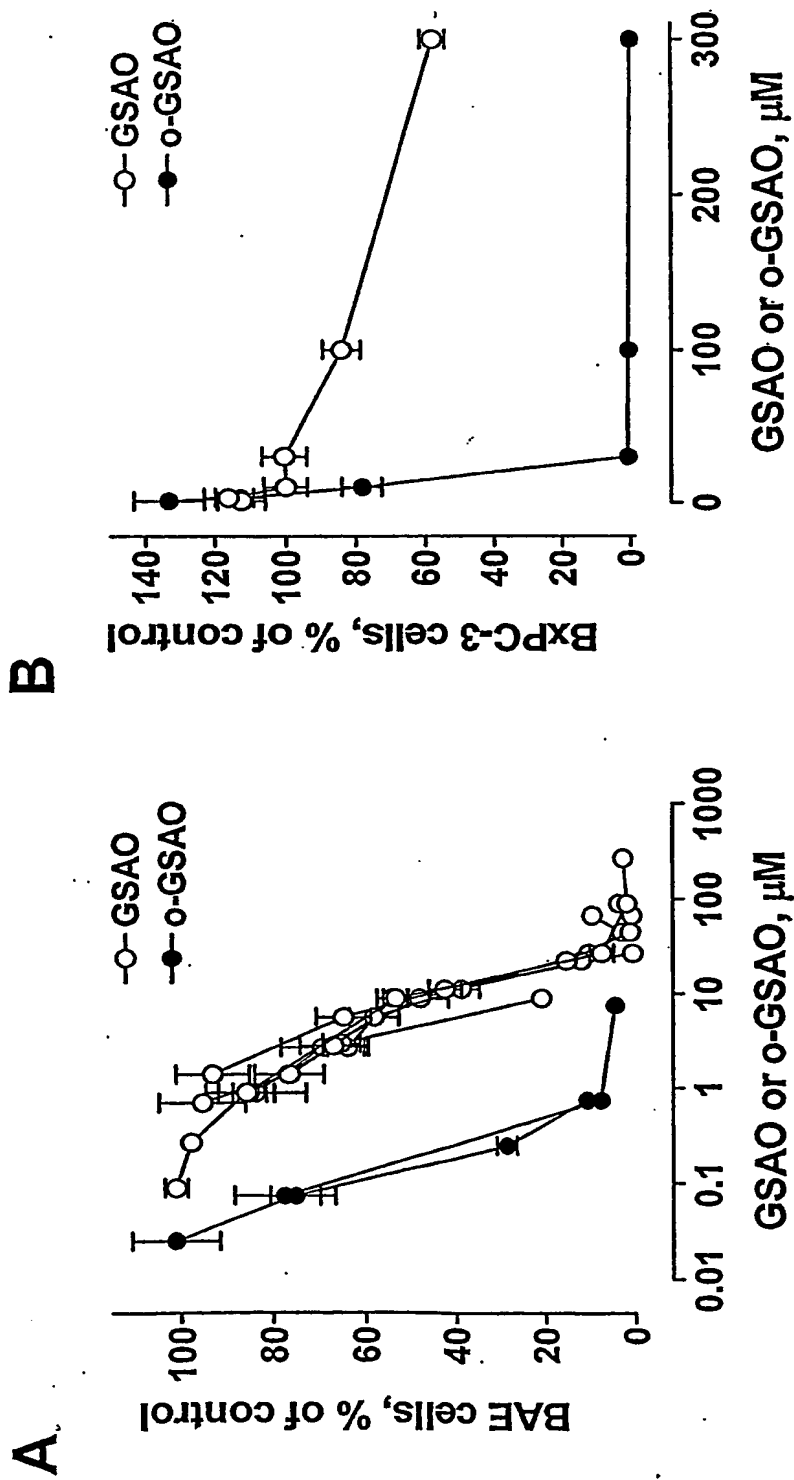 A
GSAO
o-GSAO
BAE cells, % of control
100
80
60
40
20
0
0.01 0.1 1 10 100 1000
GSAO or o-GSAO, µM
B
GSAO
o-GSAO
BxPC-3 cells, % of control
140
120
100
80
60
40
20
0
0 100 200 300
GSAO or o-GSAO, µM